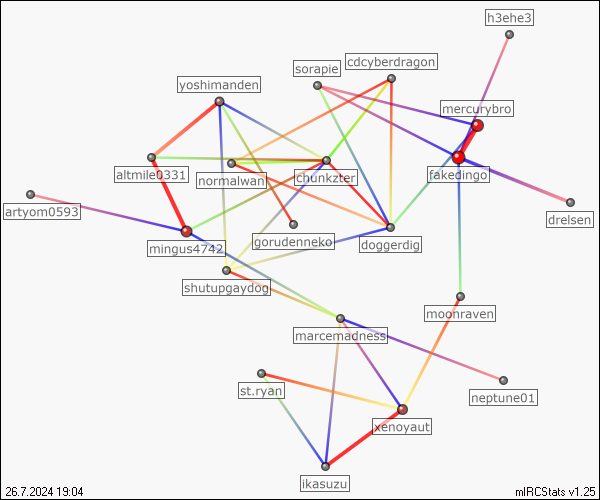 h3ehe3
cdcyberdragon
sorapie
yoshimanden
mercurybro
altmile0331
normalwan
chunkzter
fakedingo
artyom0593
drelsen
mingus4742
gorudenneko
doggerdig
shutupgaydog
moonraven
marcemadness
st.ryan
neptune01
xenoyaut
ikasuzu
26.7.2024 19:04
mIRCStats v1.25